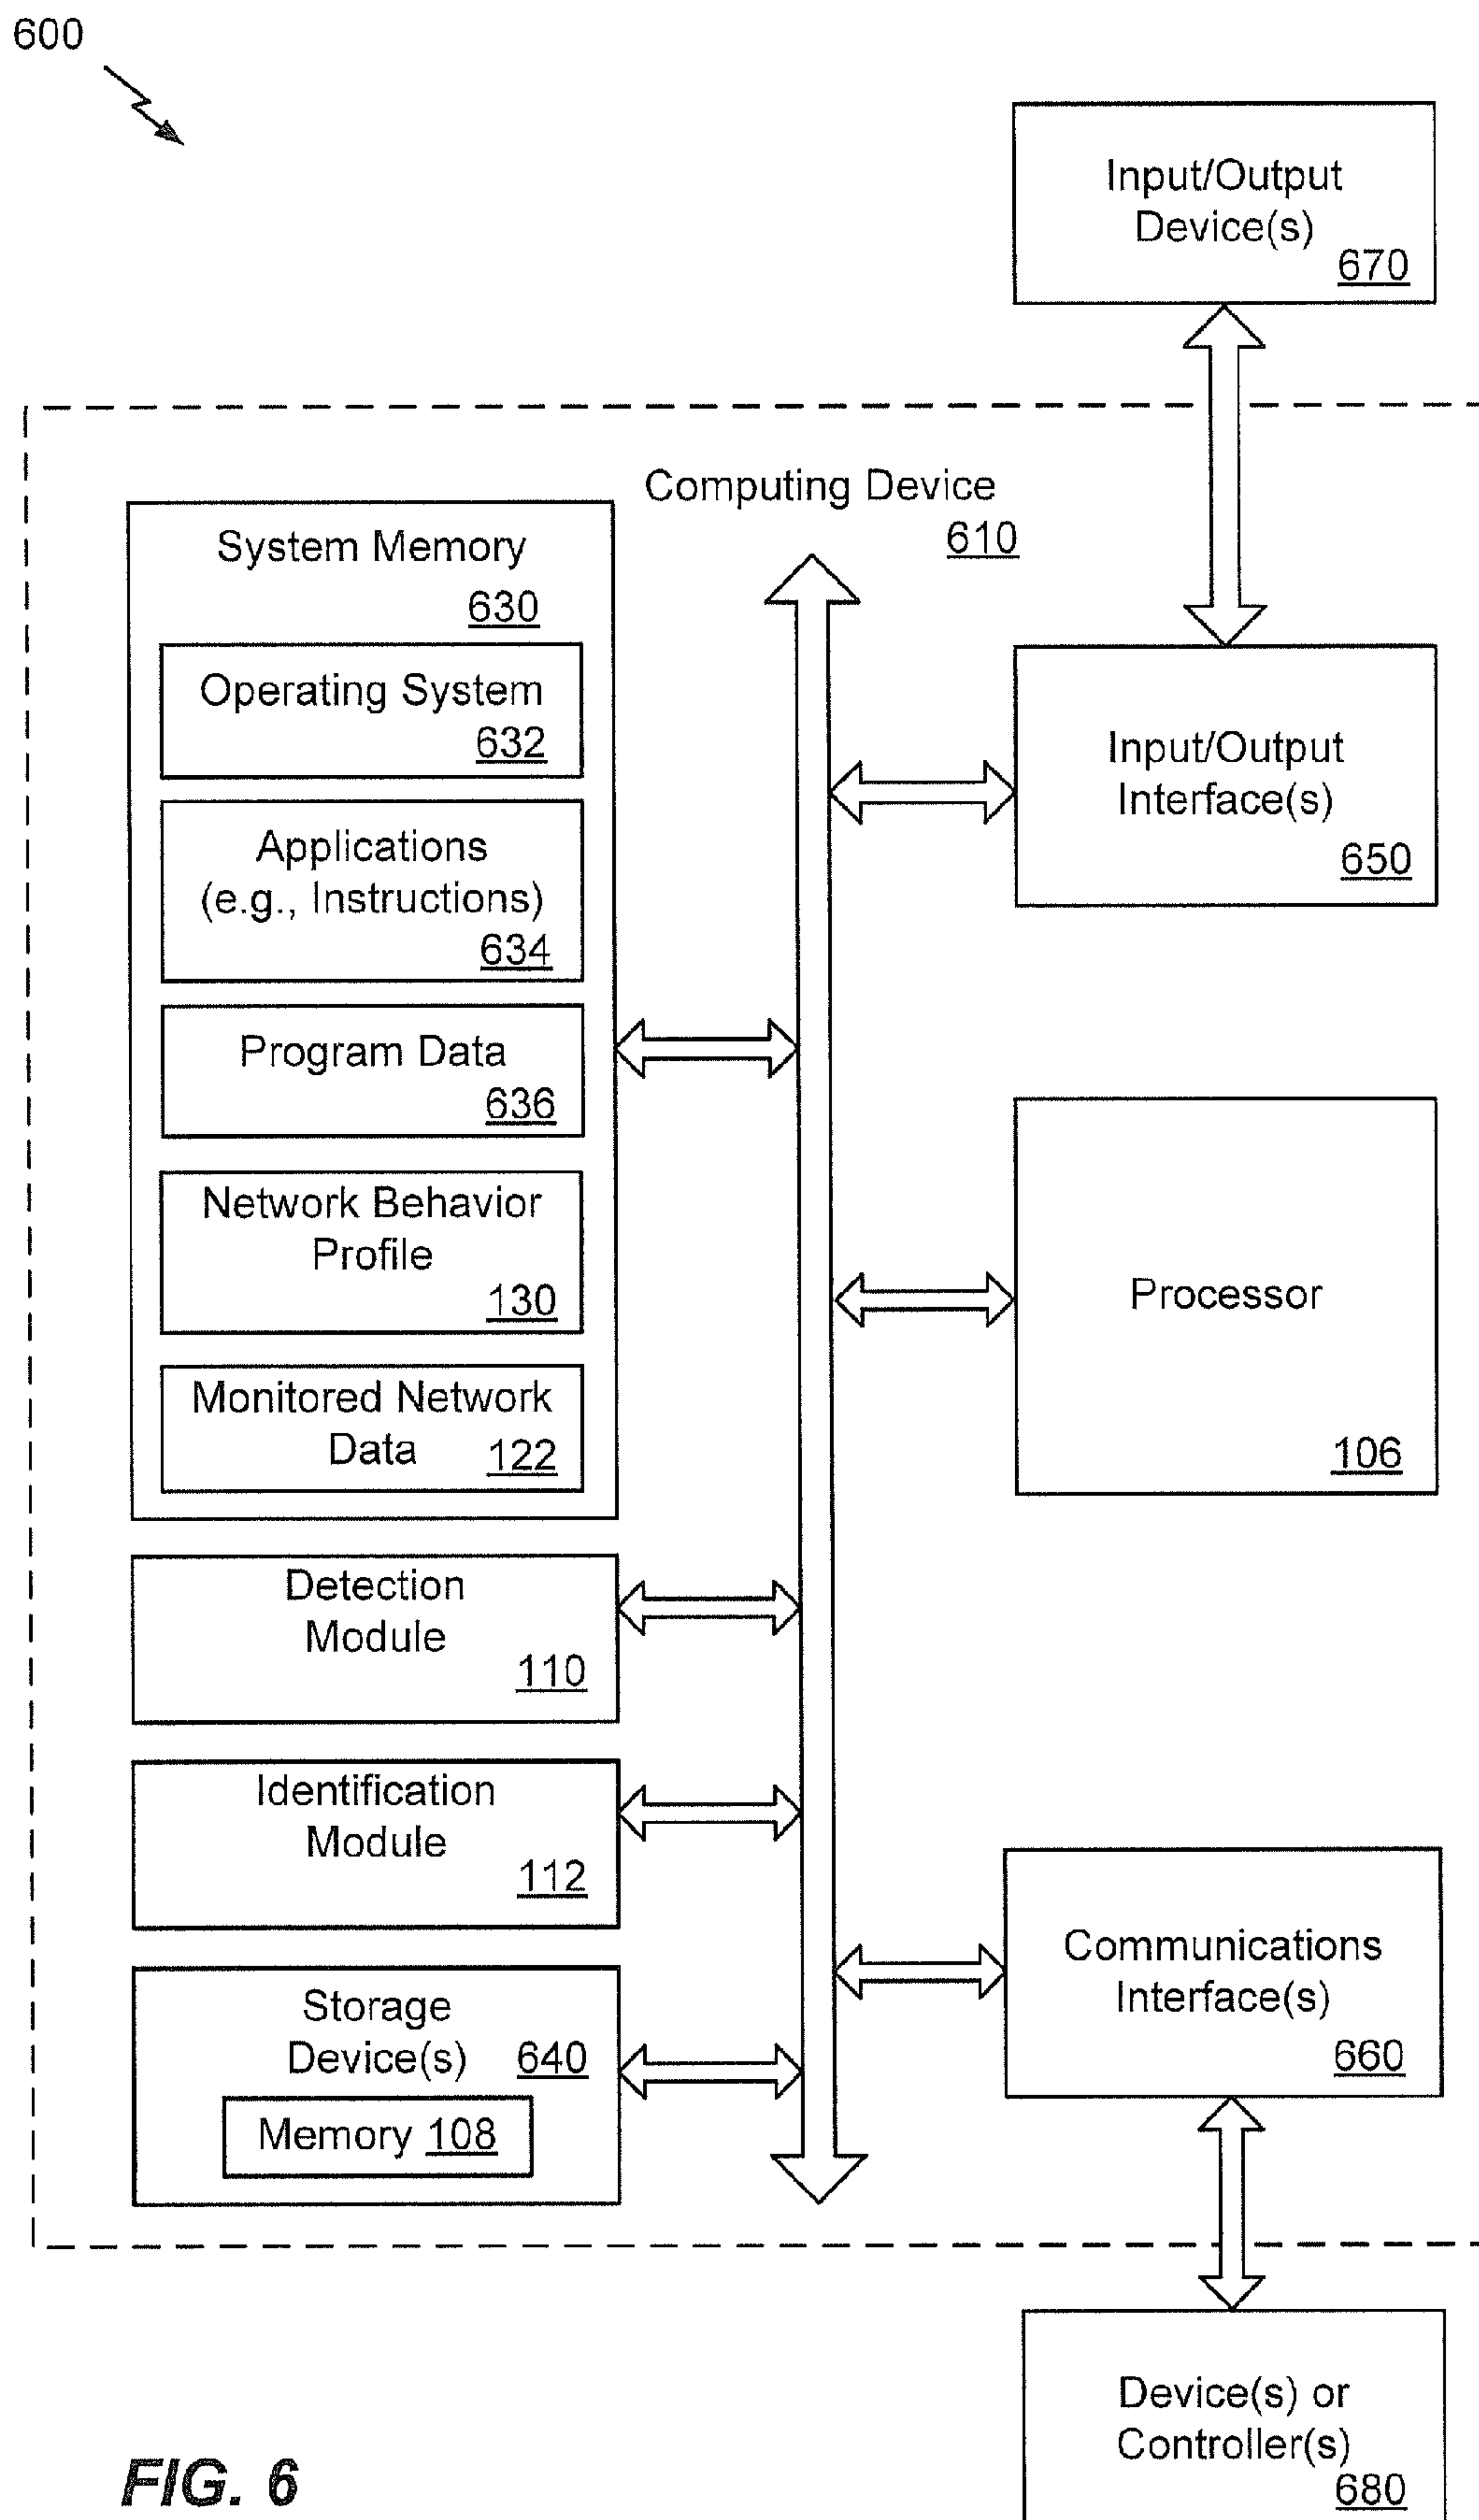 600
Input/Output
Device(s)
670
Computing Device
610
System Memory
630
Operating System
632
Applications
(e.g., Instructions)
634
Program Data
636
Network Behavior
Profile
130
Monitored Network
Data 122
Detection
Module
110
Identification
Module
112
Storage
Device(s) 640
Memory 108
Input/Output
Interface(s)
650
Processor
106
Communications
Interface(s)
660
Device(s) or
Controller(s)
680
FIG. 6